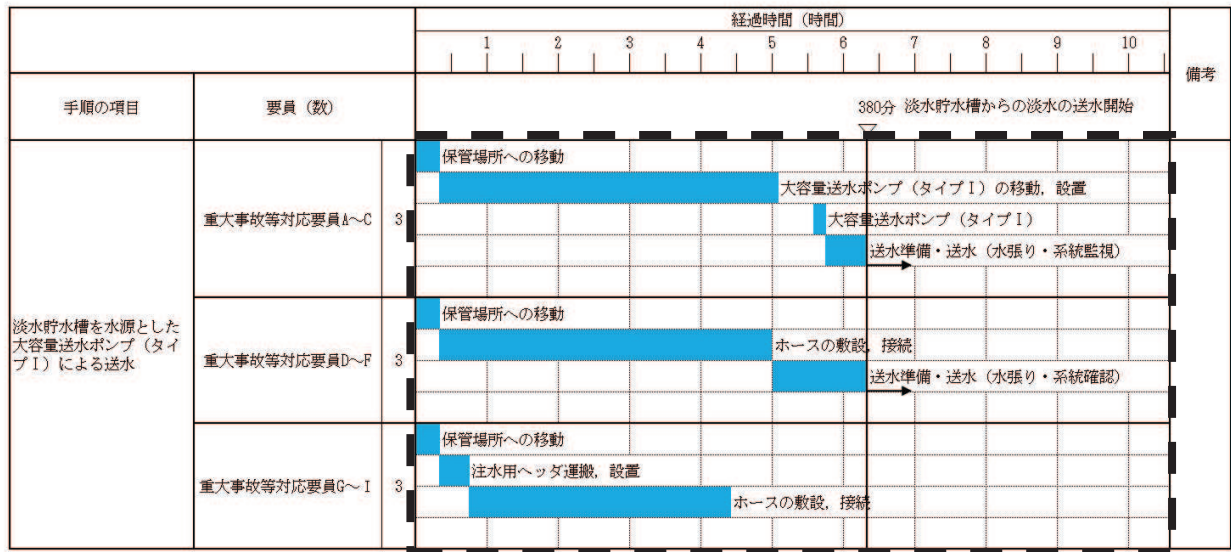 経過時間（時間）
1 2 3 4 5 6 7 8 9 10
備考
手順の項目
要員（数）
380分 淡水貯水槽からの淡水の送水開始
淡水貯水槽を水源とした
大容量送水ポンプ（タイ
プⅠ）による送水
重大事故等対応要員A～C
3
保管場所への移動
大容量送水ポンプ（タイプⅠ）の移動，設置
大容量送水ポンプ（タイプⅠ）
送水準備・送水（水張り・系統監視）
重大事故等対応要員D～F
3
保管場所への移動
ホースの敷設，接続
送水準備・送水（水張り・系統確認）
重大事故等対応要員G～I
3
保管場所への移動
注水用ヘッダ運搬，設置
ホースの敷設，接続